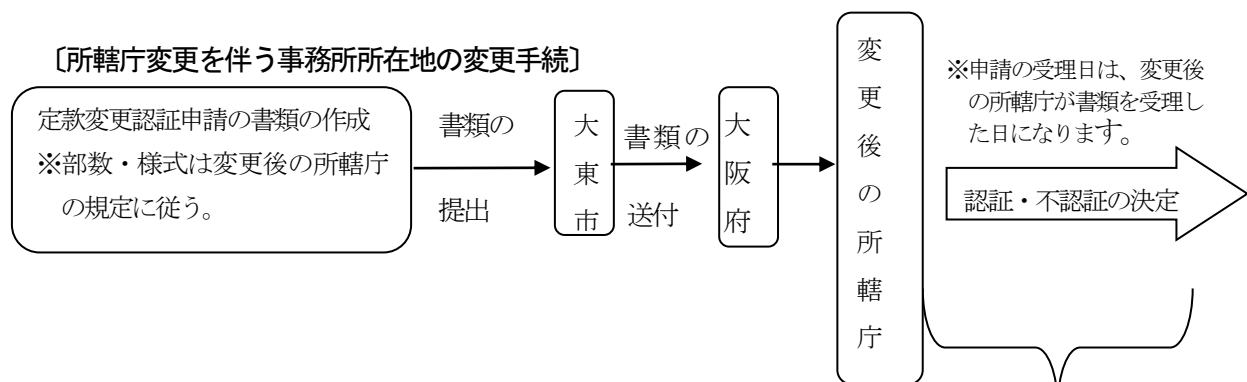 〔所轄庁変更を伴う事務所所在地の変更手続〕
定款変更認証申請の書類の作成
※部数・様式は変更後の所轄庁
の規定に従う。
書類の
提出
大東市
書類の
送付
大阪府
変更後の所轄庁
※申請の受理日は、変更後
の所轄庁が書類を受理し
た日になります。
認証・不認証の決定